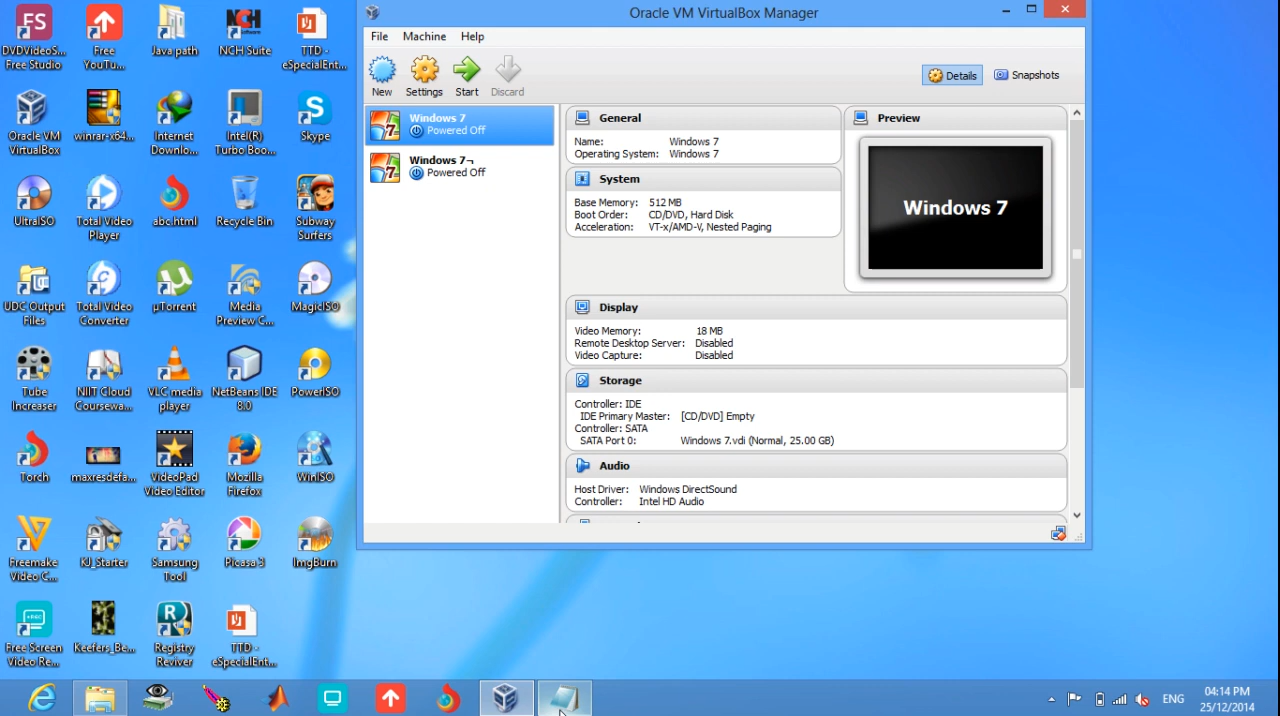 DVDVideoS...
Free Studio
Free
YouTu...
Java path
NCH Suite
TTD -
eSpecialEnt...
Oracle VM
VirtualBox
winrar-x64...
Internet
Downlo...
Intel(R)
Turbo Boo...
Skype
UltraISO
Total Video
Player
abc.html
Recycle Bin
Subway
Surfers
UDC Output
Files
Total Video
Converter
µTorrent
Media
Preview C...
MagicISO
Tube
Increaser
NIIT Cloud
Coursewa...
VLC media
player
NetBeans IDE
8.0
PowerISO
Torch
maxresdefa...
VideoPad
Video Editor
Mozilla
Firefox
WinISO
Freemake
Video C...
KJ_Starter
Samsung
Tool
Picasa 3
ImgBurn
Free Screen
Video Re...
Keefers_Be...
Registry
Reviver
TTD -
eSpecialEnt...
Oracle VM VirtualBox Manager
File Machine Help
New Settings Start Discard
Details Snapshots
Windows 7
Powered Off
Windows 7¬
Powered Off
General
Name: Windows 7
Operating System: Windows 7
System
Base Memory: 512 MB
Boot Order: CD/DVD, Hard Disk
Acceleration: VT-x/AMD-V, Nested Paging
Preview
Windows 7
Display
Video Memory: 18 MB
Remote Desktop Server: Disabled
Video Capture: Disabled
Storage
Controller: IDE
IDE Primary Master: [CD/DVD] Empty
Controller: SATA
SATA Port 0: Windows 7.vdi (Normal, 25.00 GB)
Audio
Host Driver: Windows DirectSound
Controller: Intel HD Audio
ENG
04:14 PM
25/12/2014